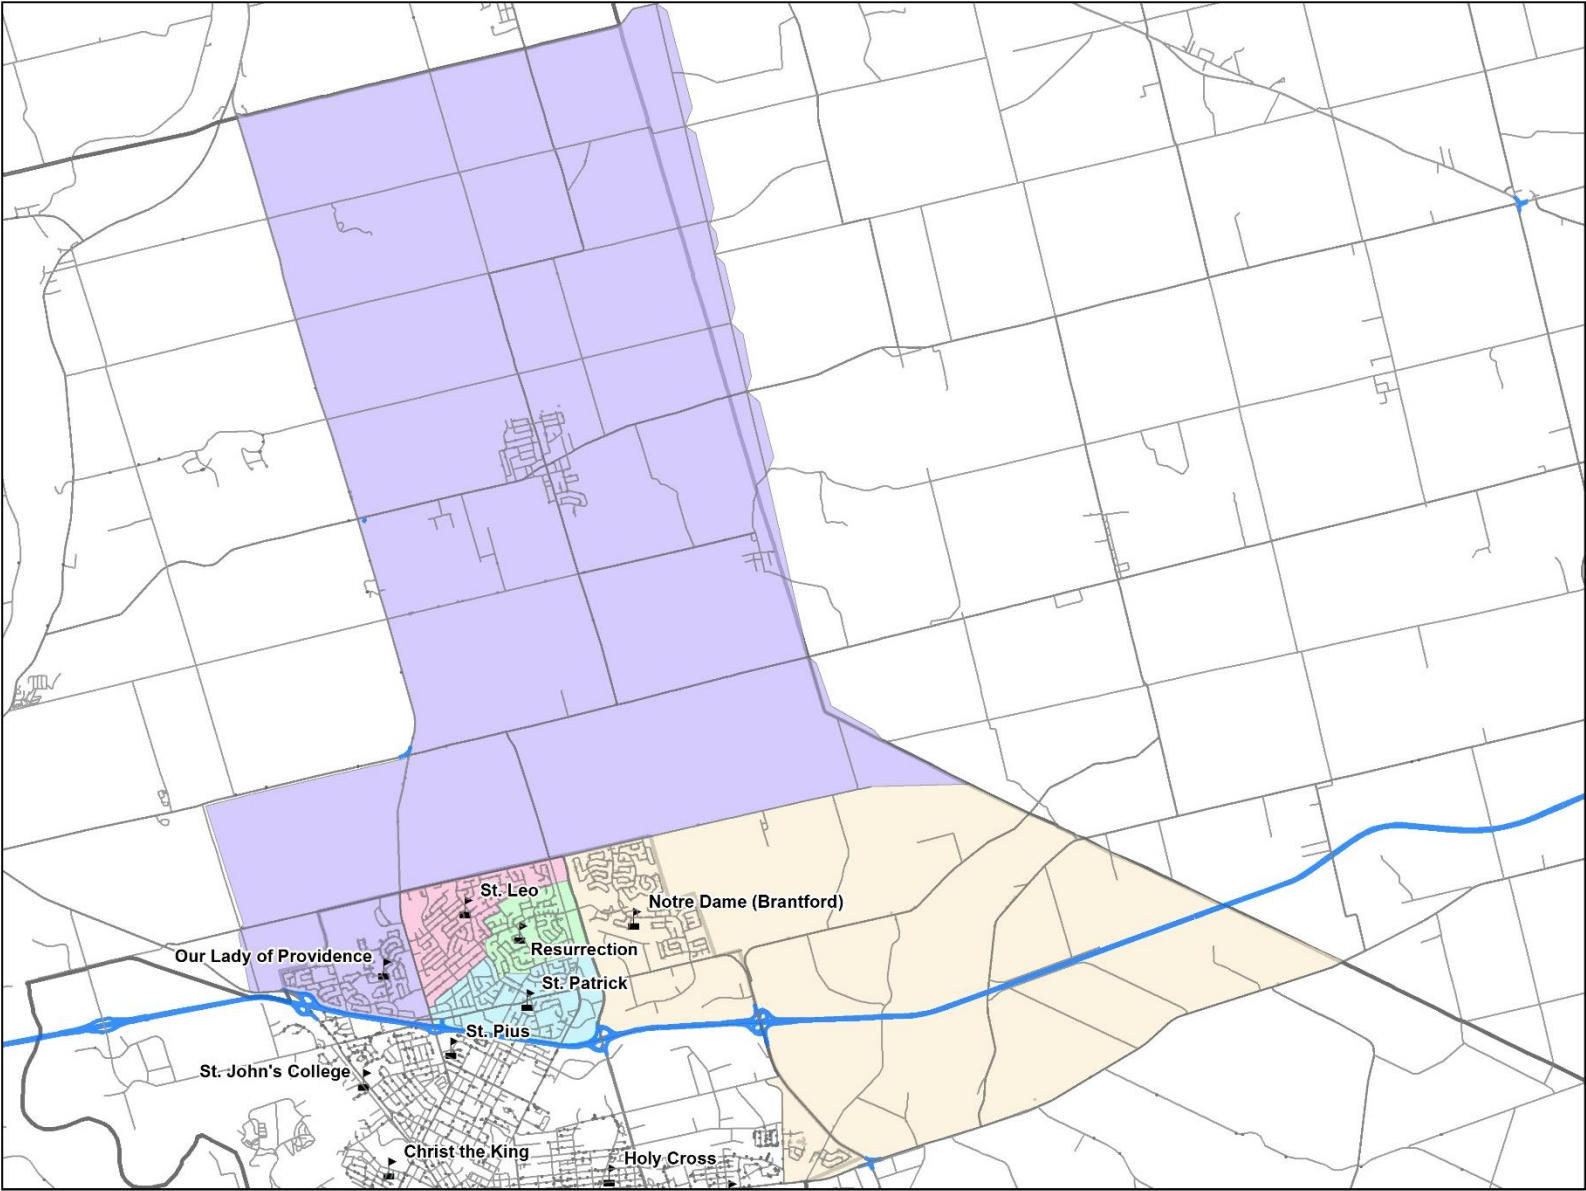 St. Leo
Notre Dame (Brantford)
Resurrection
Our Lady of Providence
St. Patrick
St. Pius
St. John's College
Christ the King
Holy Cross